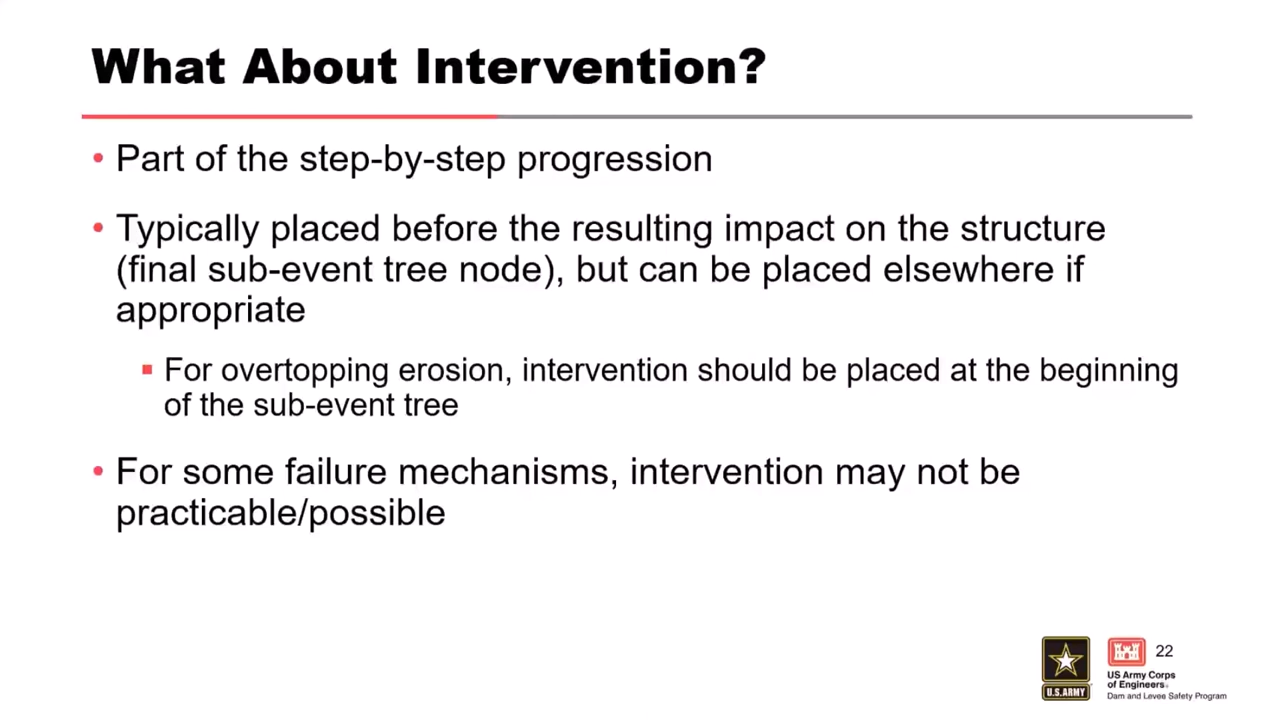 What About Intervention?
• Part of the step-by-step progression
• Typically placed before the resulting impact on the structure
(final sub-event tree node), but can be placed elsewhere if
appropriate
▪ For overtopping erosion, intervention should be placed at the beginning
of the sub-event tree
• For some failure mechanisms, intervention may not be
practicable/possible
22
U.S.ARMY
US Army Corps
of Engineers®
Dam and Levee Safety Program